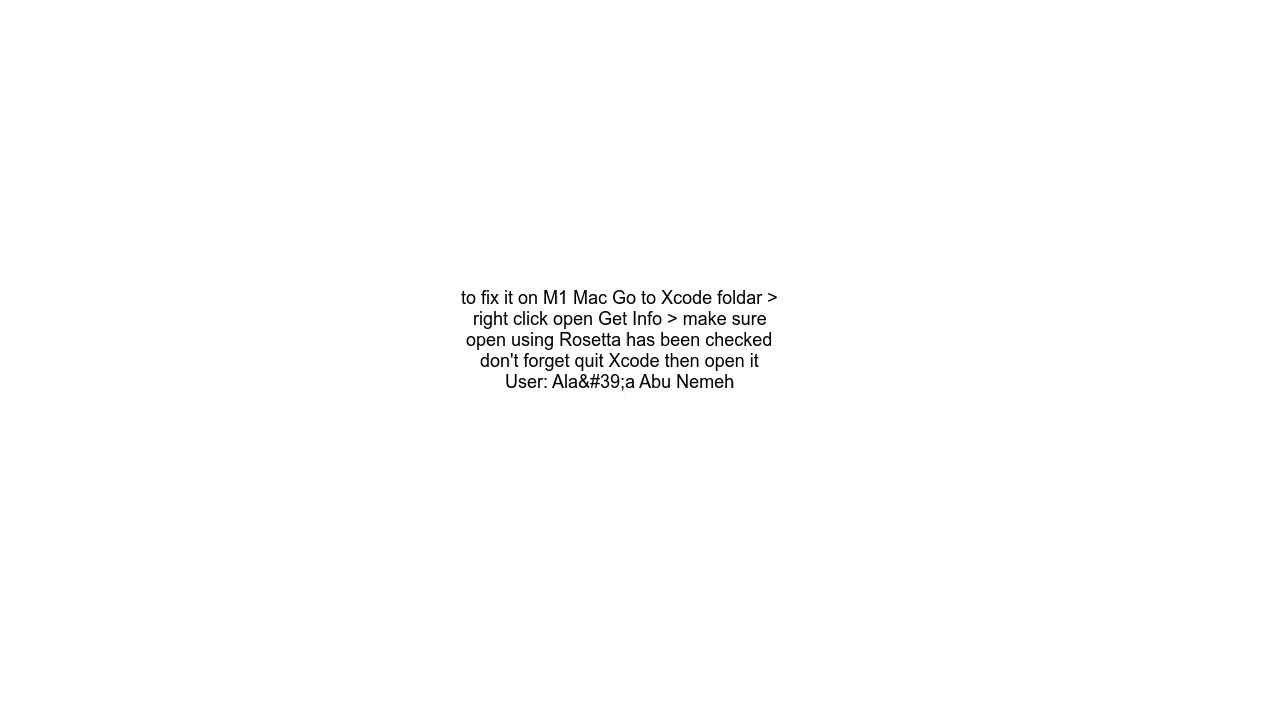 to fix it on M1 Mac Go to Xcode foldar >
right click open Get Info > make sure
open using Rosetta has been checked
don't forget quit Xcode then open it
User: Ala&#39;a Abu Nemeh